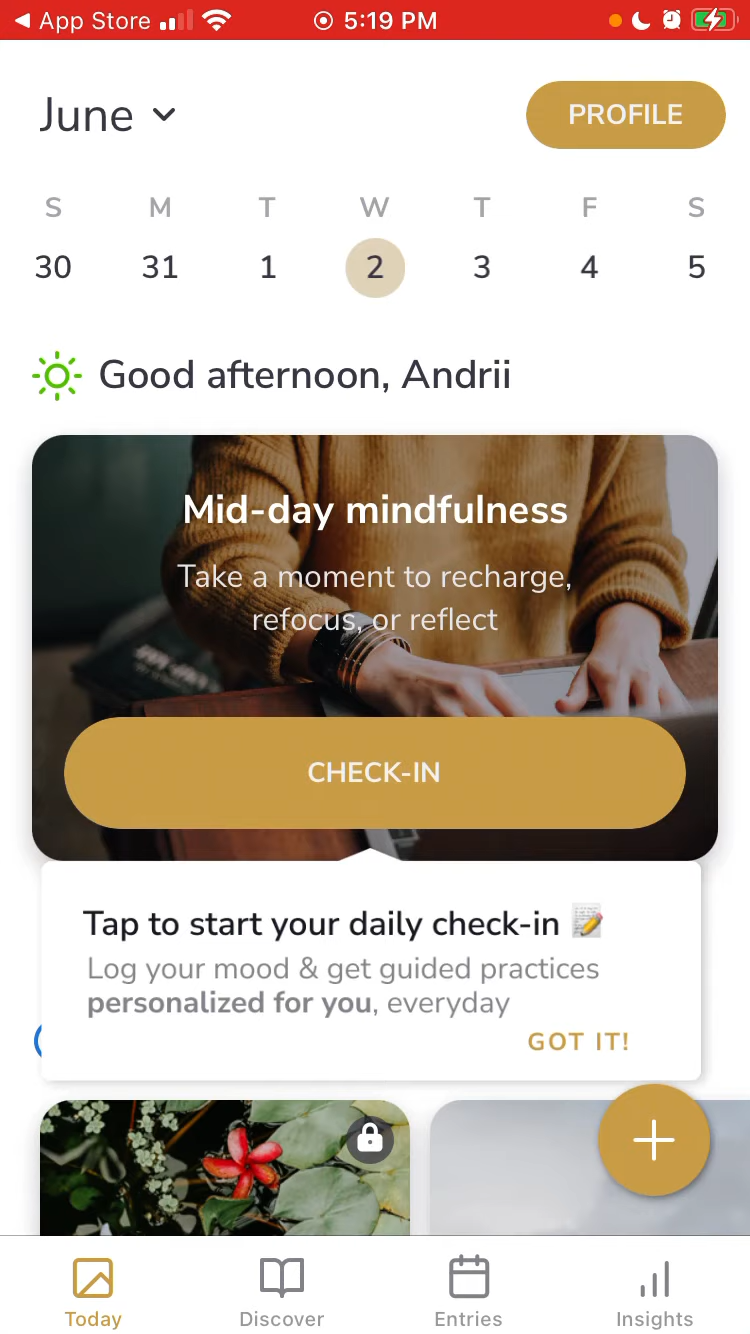 App Store 5:19 PM
June PROFILE
S M T W T F S
30 31 1 2 3 4 5
Good afternoon, Andrii
Mid-day mindfulness
Take a moment to recharge,
refocus, or reflect
CHECK-IN
Tap to start your daily check-in
Log your mood & get guided practices
personalized for you, everyday
GOT IT!
Today Discover Entries Insights